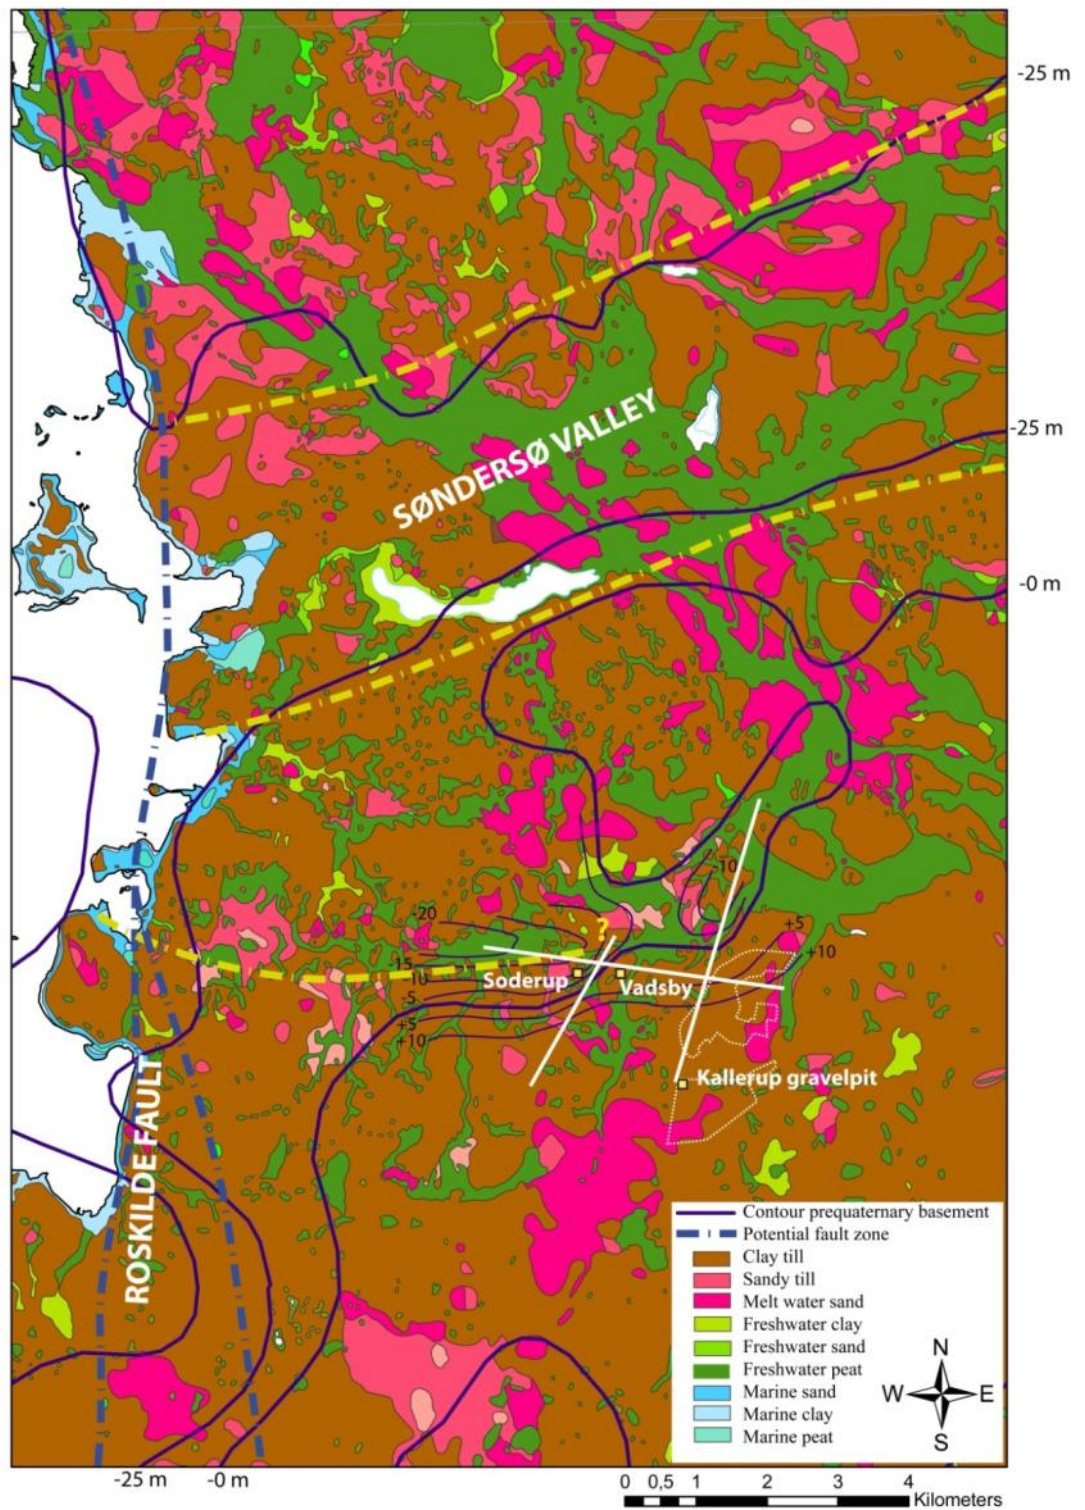 -25 m
-25 m
-0 m
SØNDERSØ VALLEY
-10
-20
?
+5
+10
-15
-10
Soderup
Vadsby
-5
+5
+10
Kallerup gravelpit
ROSKILDE FAULT
Contour prequaternary basement
Potential fault zone
Clay till
Sandy till
Melt water sand
Freshwater clay
Freshwater sand
Freshwater peat
Marine sand
Marine clay
Marine peat
N
W E
S
-25 m -0 m
0 0,5 1 2 3 4
Kilometers